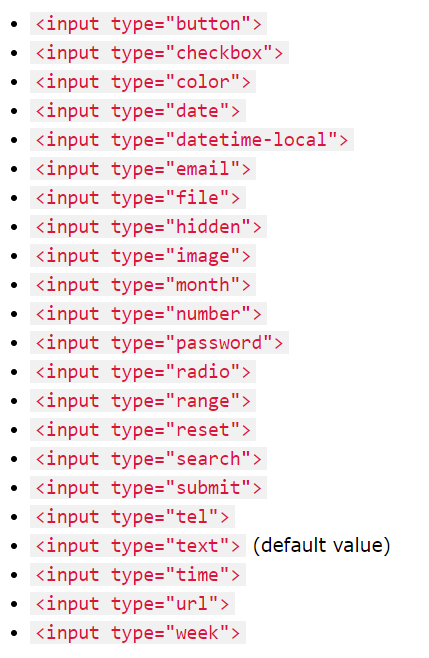 <input type="button">
<input type="checkbox">
<input type="color">
<input type="date">
<input type="datetime-local">
<input type="email">
<input type="file">
<input type="hidden">
<input type="image">
<input type="month">
<input type="number">
<input type="password">
<input type="radio">
<input type="range">
<input type="reset">
<input type="search">
<input type="submit">
<input type="tel">
<input type="text"> (default value)
<input type="time">
<input type="url">
<input type="week">